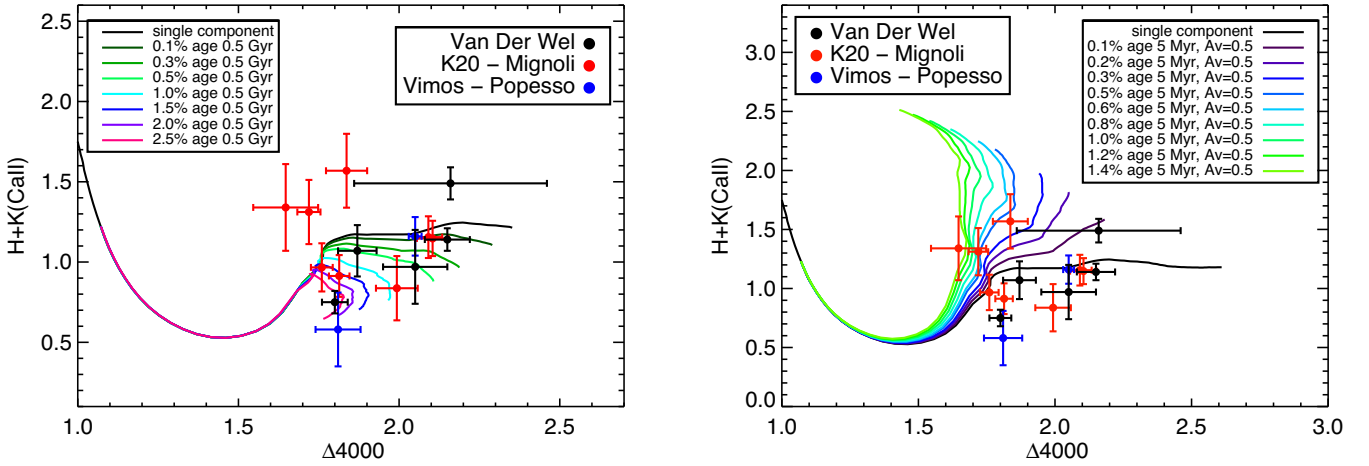 single component
0.1% age 0.5 Gyr
0.3% age 0.5 Gyr
0.5% age 0.5 Gyr
1.0% age 0.5 Gyr
1.5% age 0.5 Gyr
2.0% age 0.5 Gyr
2.5% age 0.5 Gyr
Van Der Wel
K20 − Mignoli
Vimos − Popesso
2.5
2.0
1.5
1.0
0.5
H+K(CaII)
1.0
1.5
2.0
2.5
Δ4000
Van Der Wel
K20 − Mignoli
Vimos − Popesso
single component
0.1% age 5 Myr, Av=0.5
0.2% age 5 Myr, Av=0.5
0.3% age 5 Myr, Av=0.5
0.5% age 5 Myr, Av=0.5
0.6% age 5 Myr, Av=0.5
0.8% age 5 Myr, Av=0.5
1.0% age 5 Myr, Av=0.5
1.2% age 5 Myr, Av=0.5
1.4% age 5 Myr, Av=0.5
3.0
2.5
2.0
1.5
1.0
0.5
0.0
H+K(CaII)
1.0
1.5
2.0
2.5
3.0
Δ4000